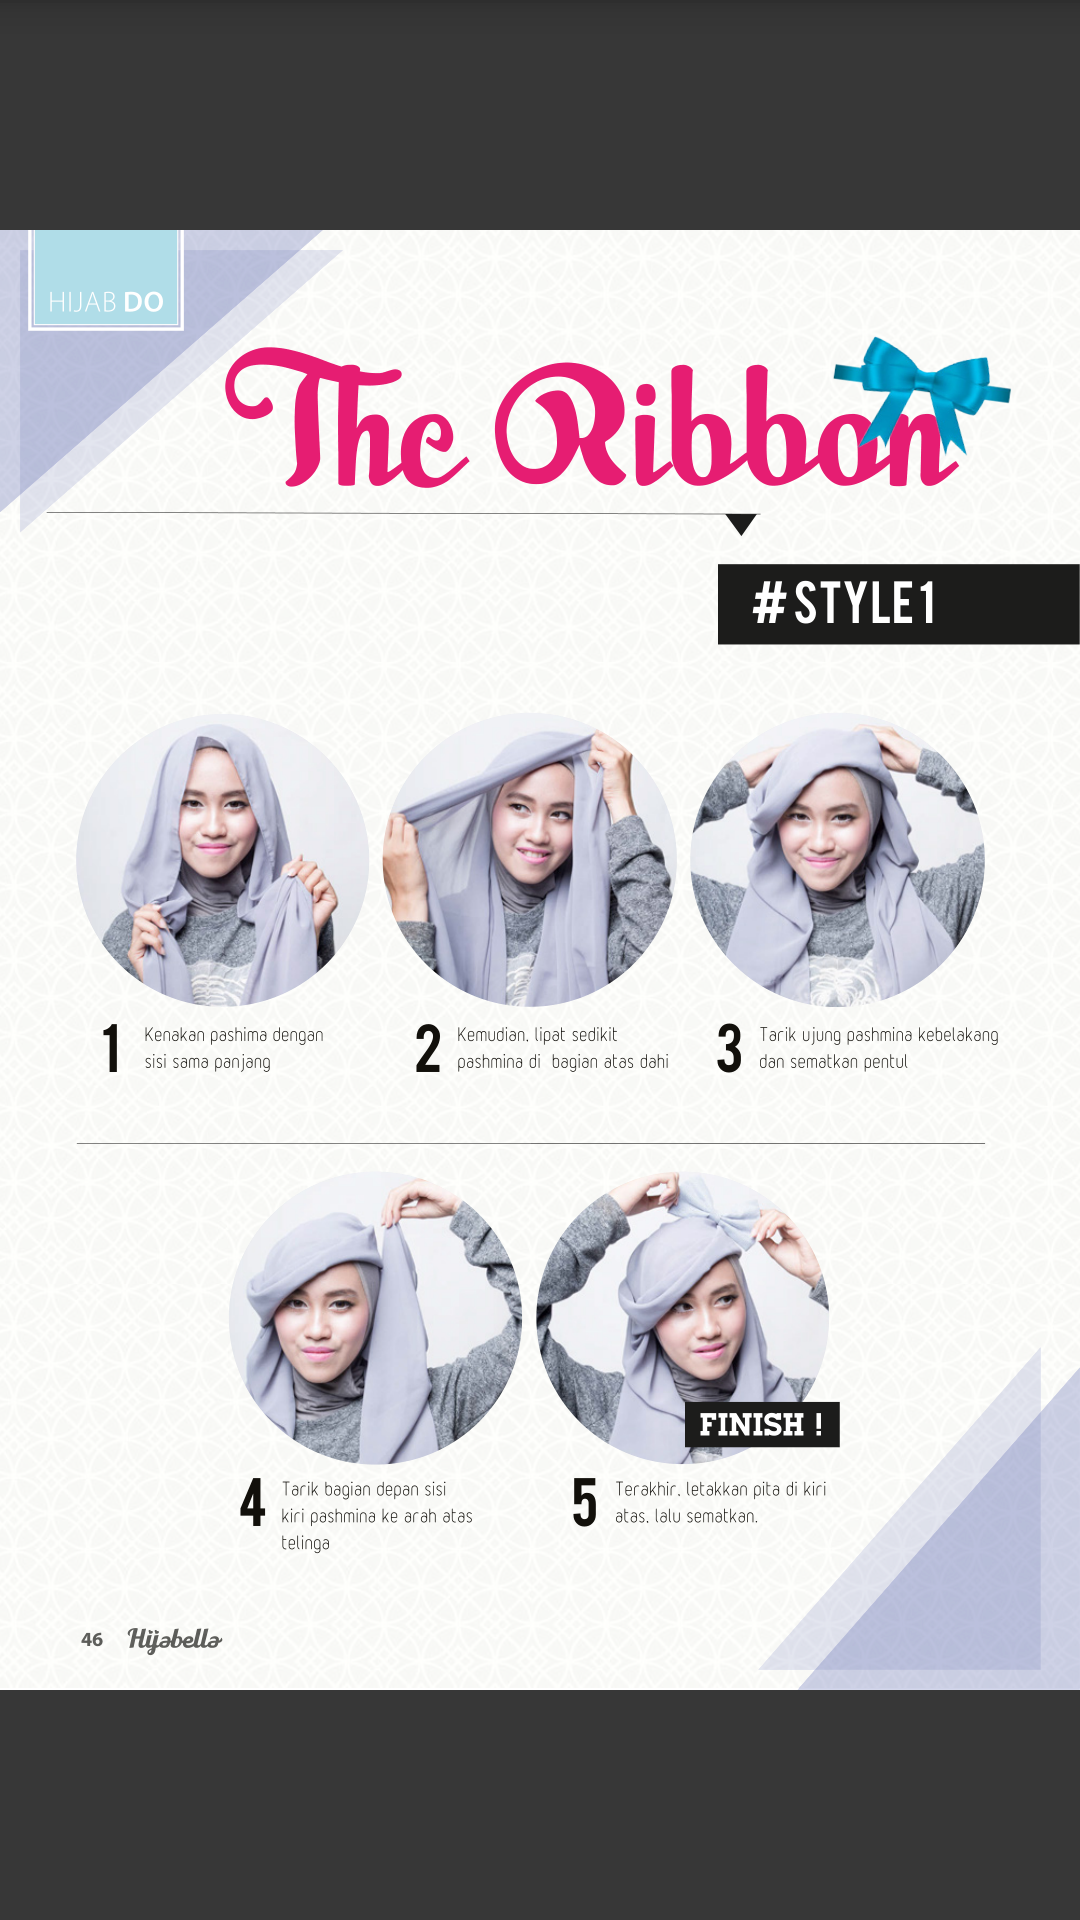 HIJAB DO
The Ribbon
#STYLE1
1 Kenakan pashima dengan
sisi sama panjang
2 Kemudian, lipat sedikit
pashmina di bagian atas dahi
3 Tarik ujung pashmina kebelakang
dan sematkan pentul
FINISH !
4 Tarik bagian depan sisi
kiri pashmina ke arah atas
telinga
5 Terakhir, letakkan pita di kiri
atas, lalu sematkan.
46 Hijabella